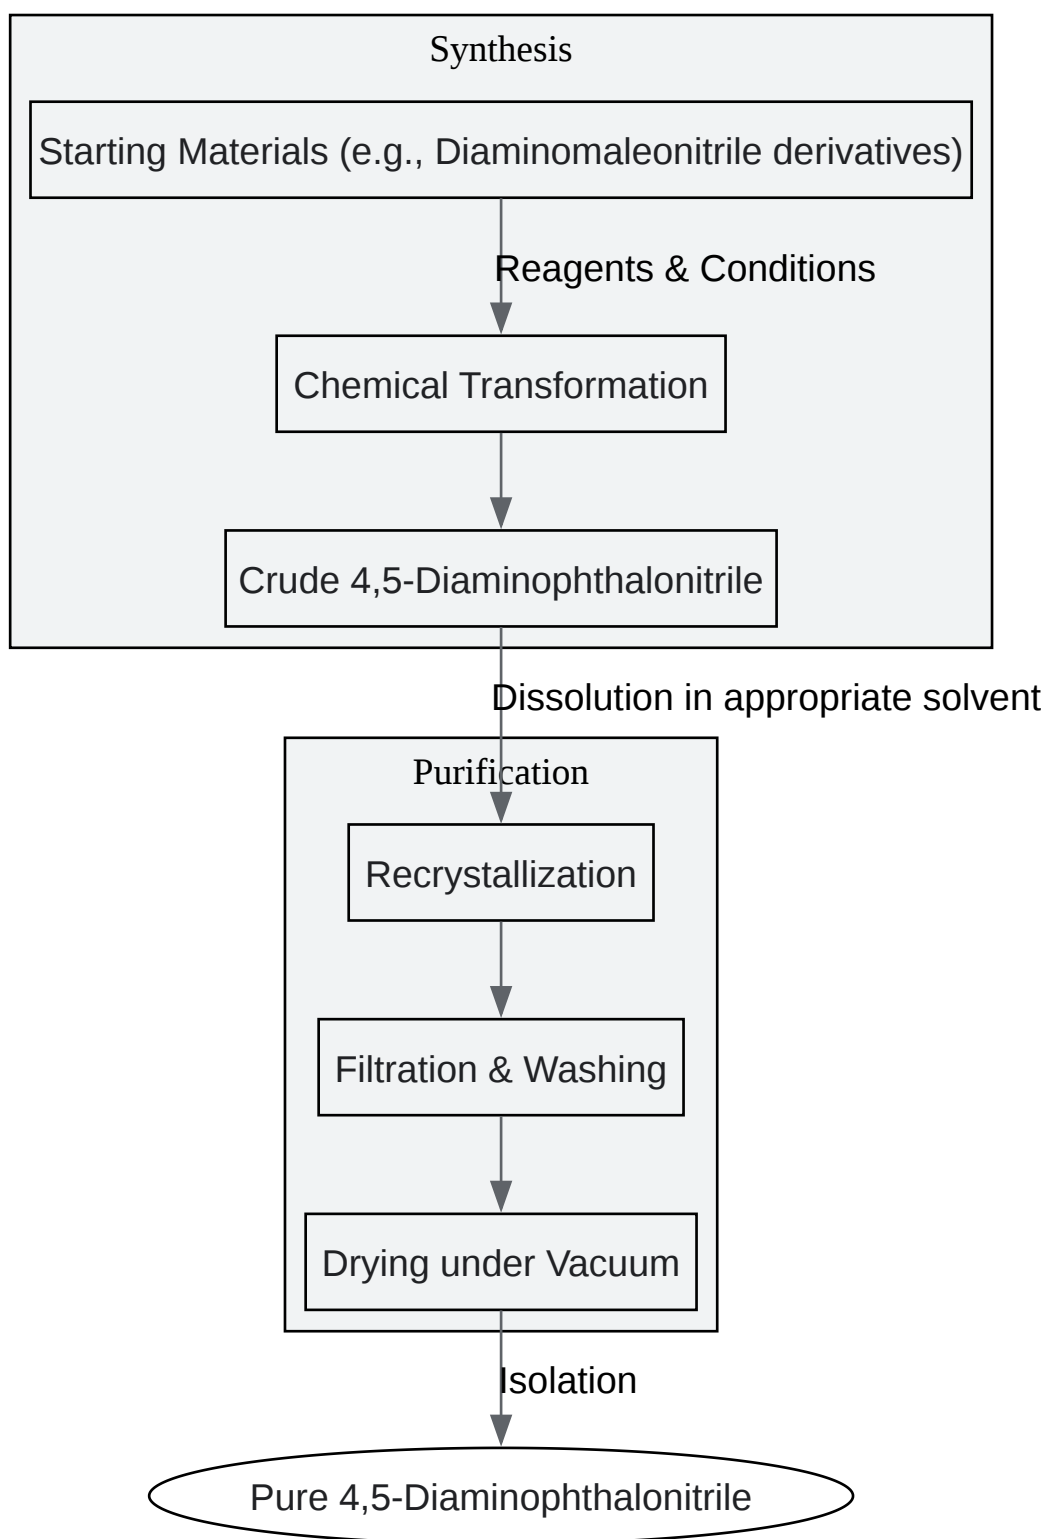 Synthesis
Starting Materials (e.g., Diaminomaleonitrile derivatives)
Reagents & Conditions
Chemical Transformation
Crude 4,5-Diaminophthalonitrile
Dissolution in appropriate solvent
Purification
Recrystallization
Filtration & Washing
Drying under Vacuum
Isolation
Pure 4,5-Diaminophthalonitrile